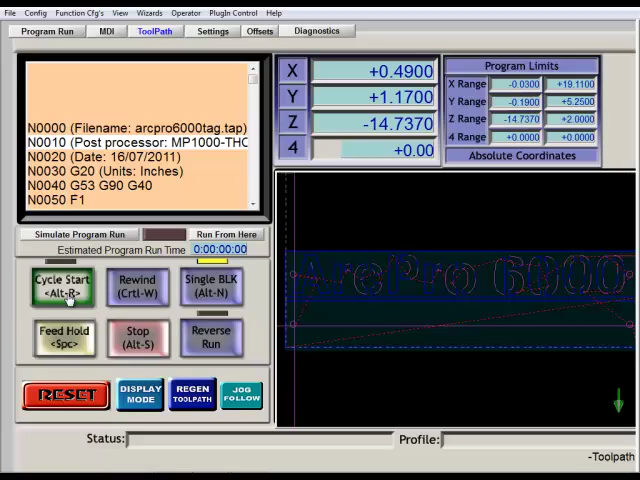 File Config Function Cfg's View Wizards Operator PlugIn Control Help
Program Run MDI ToolPath Settings Offsets Diagnostics
N0000 (Filename: arcpro6000tag.tap)
N0010 (Post processor: MP1000-THC
N0020 (Date: 16/07/2011)
N0030 G20 (Units: Inches)
N0040 G53 G90 G40
N0050 F1
X +0.4900
Y +1.1700
Z -14.7370
4 +0.00
Program Limits
X Range -0.0300 +19.1100
Y Range -0.1900 +5.2500
Z Range -14.7370 +2.0000
4 Range +0.0000 +0.0000
Absolute Coordinates
Simulate Program Run Run From Here
Estimated Program Run Time 0:00:00:00
Cycle Start
<Alt-R>
Rewind
(Crtl-W)
Single BLK
(Alt-N)
Feed Hold
<Spc>
Stop
(Alt-S)
Reverse
Run
RESET
DISPLAY
MODE
REGEN
TOOLPATH
JOG
FOLLOW
ArcPro 6300
Status: Profile:
-Toolpath